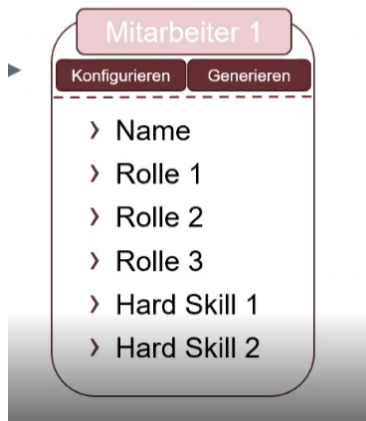 Mitarbeiter 1
Konfigurieren Generieren
Name
Rolle 1
Rolle 2
Rolle 3
Hard Skill 1
Hard Skill 2